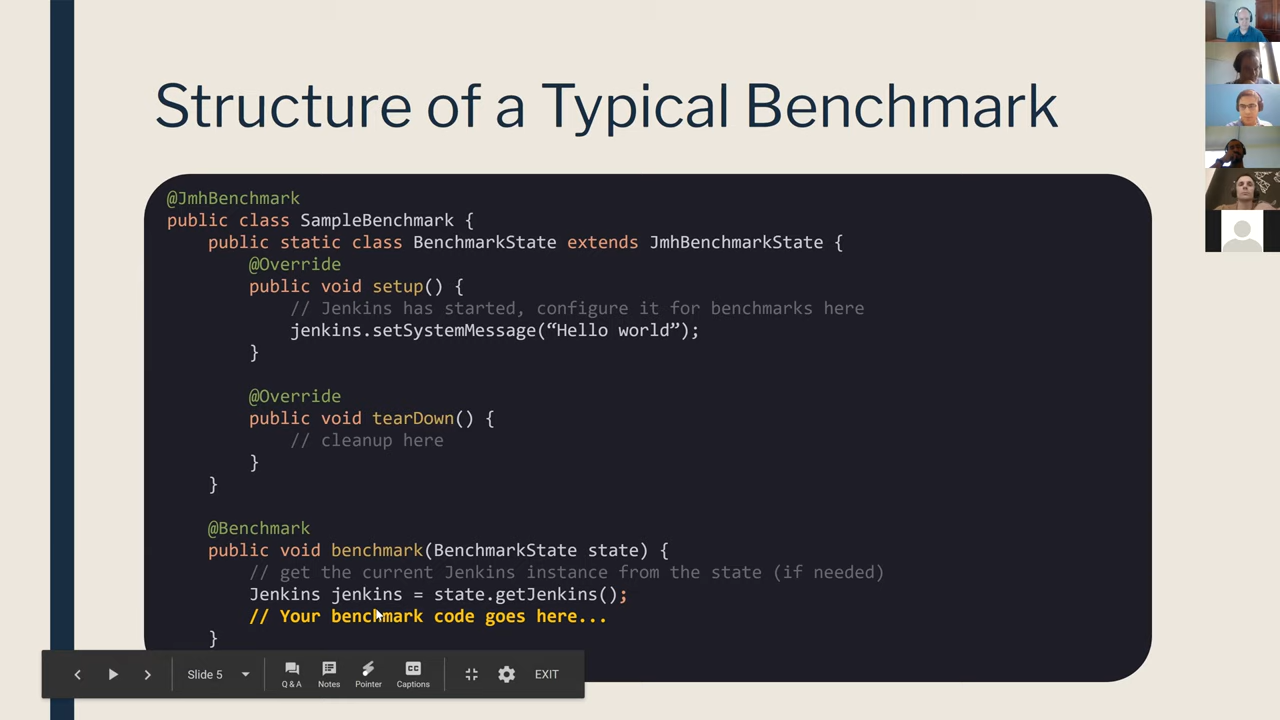 Structure of a Typical Benchmark
@JmhBenchmark
public class SampleBenchmark {
public static class BenchmarkState extends JmhBenchmarkState {
@Override
public void setup() {
// Jenkins has started, configure it for benchmarks here
jenkins.setSystemMessage(“Hello world”);
}
@Override
public void tearDown() {
// cleanup here
}
}
@Benchmark
public void benchmark(BenchmarkState state) {
// get the current Jenkins instance from the state (if needed)
Jenkins jenkins = state.getJenkins();
// Your benchmark code goes here...
}
Slide 5
Q & A
Notes
Pointer
CC
Captions
EXIT